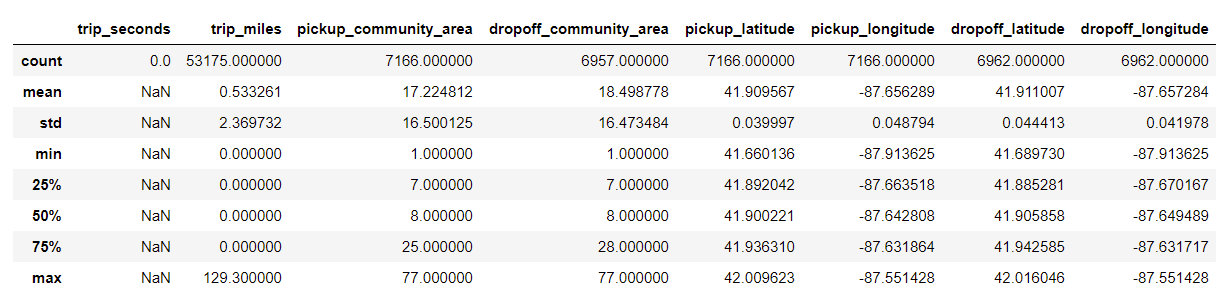 trip_seconds trip_miles pickup_community_area dropoff_community_area pickup_latitude pickup_longitude dropoff_latitude dropoff_longitude
count 0.0 53175.000000 7166.000000 6957.000000 7166.000000 7166.000000 6962.000000 6962.000000
mean NaN 0.533261 17.224812 18.498778 41.909567 -87.656289 41.911007 -87.657284
std NaN 2.369732 16.500125 16.473484 0.039997 0.048794 0.044413 0.041978
min NaN 0.000000 1.000000 1.000000 41.660136 -87.913625 41.689730 -87.913625
25% NaN 0.000000 7.000000 7.000000 41.892042 -87.663518 41.885281 -87.670167
50% NaN 0.000000 8.000000 8.000000 41.900221 -87.642808 41.905858 -87.649489
75% NaN 0.000000 25.000000 28.000000 41.936310 -87.631864 41.942585 -87.631717
max NaN 129.300000 77.000000 77.000000 42.009623 -87.551428 42.016046 -87.551428